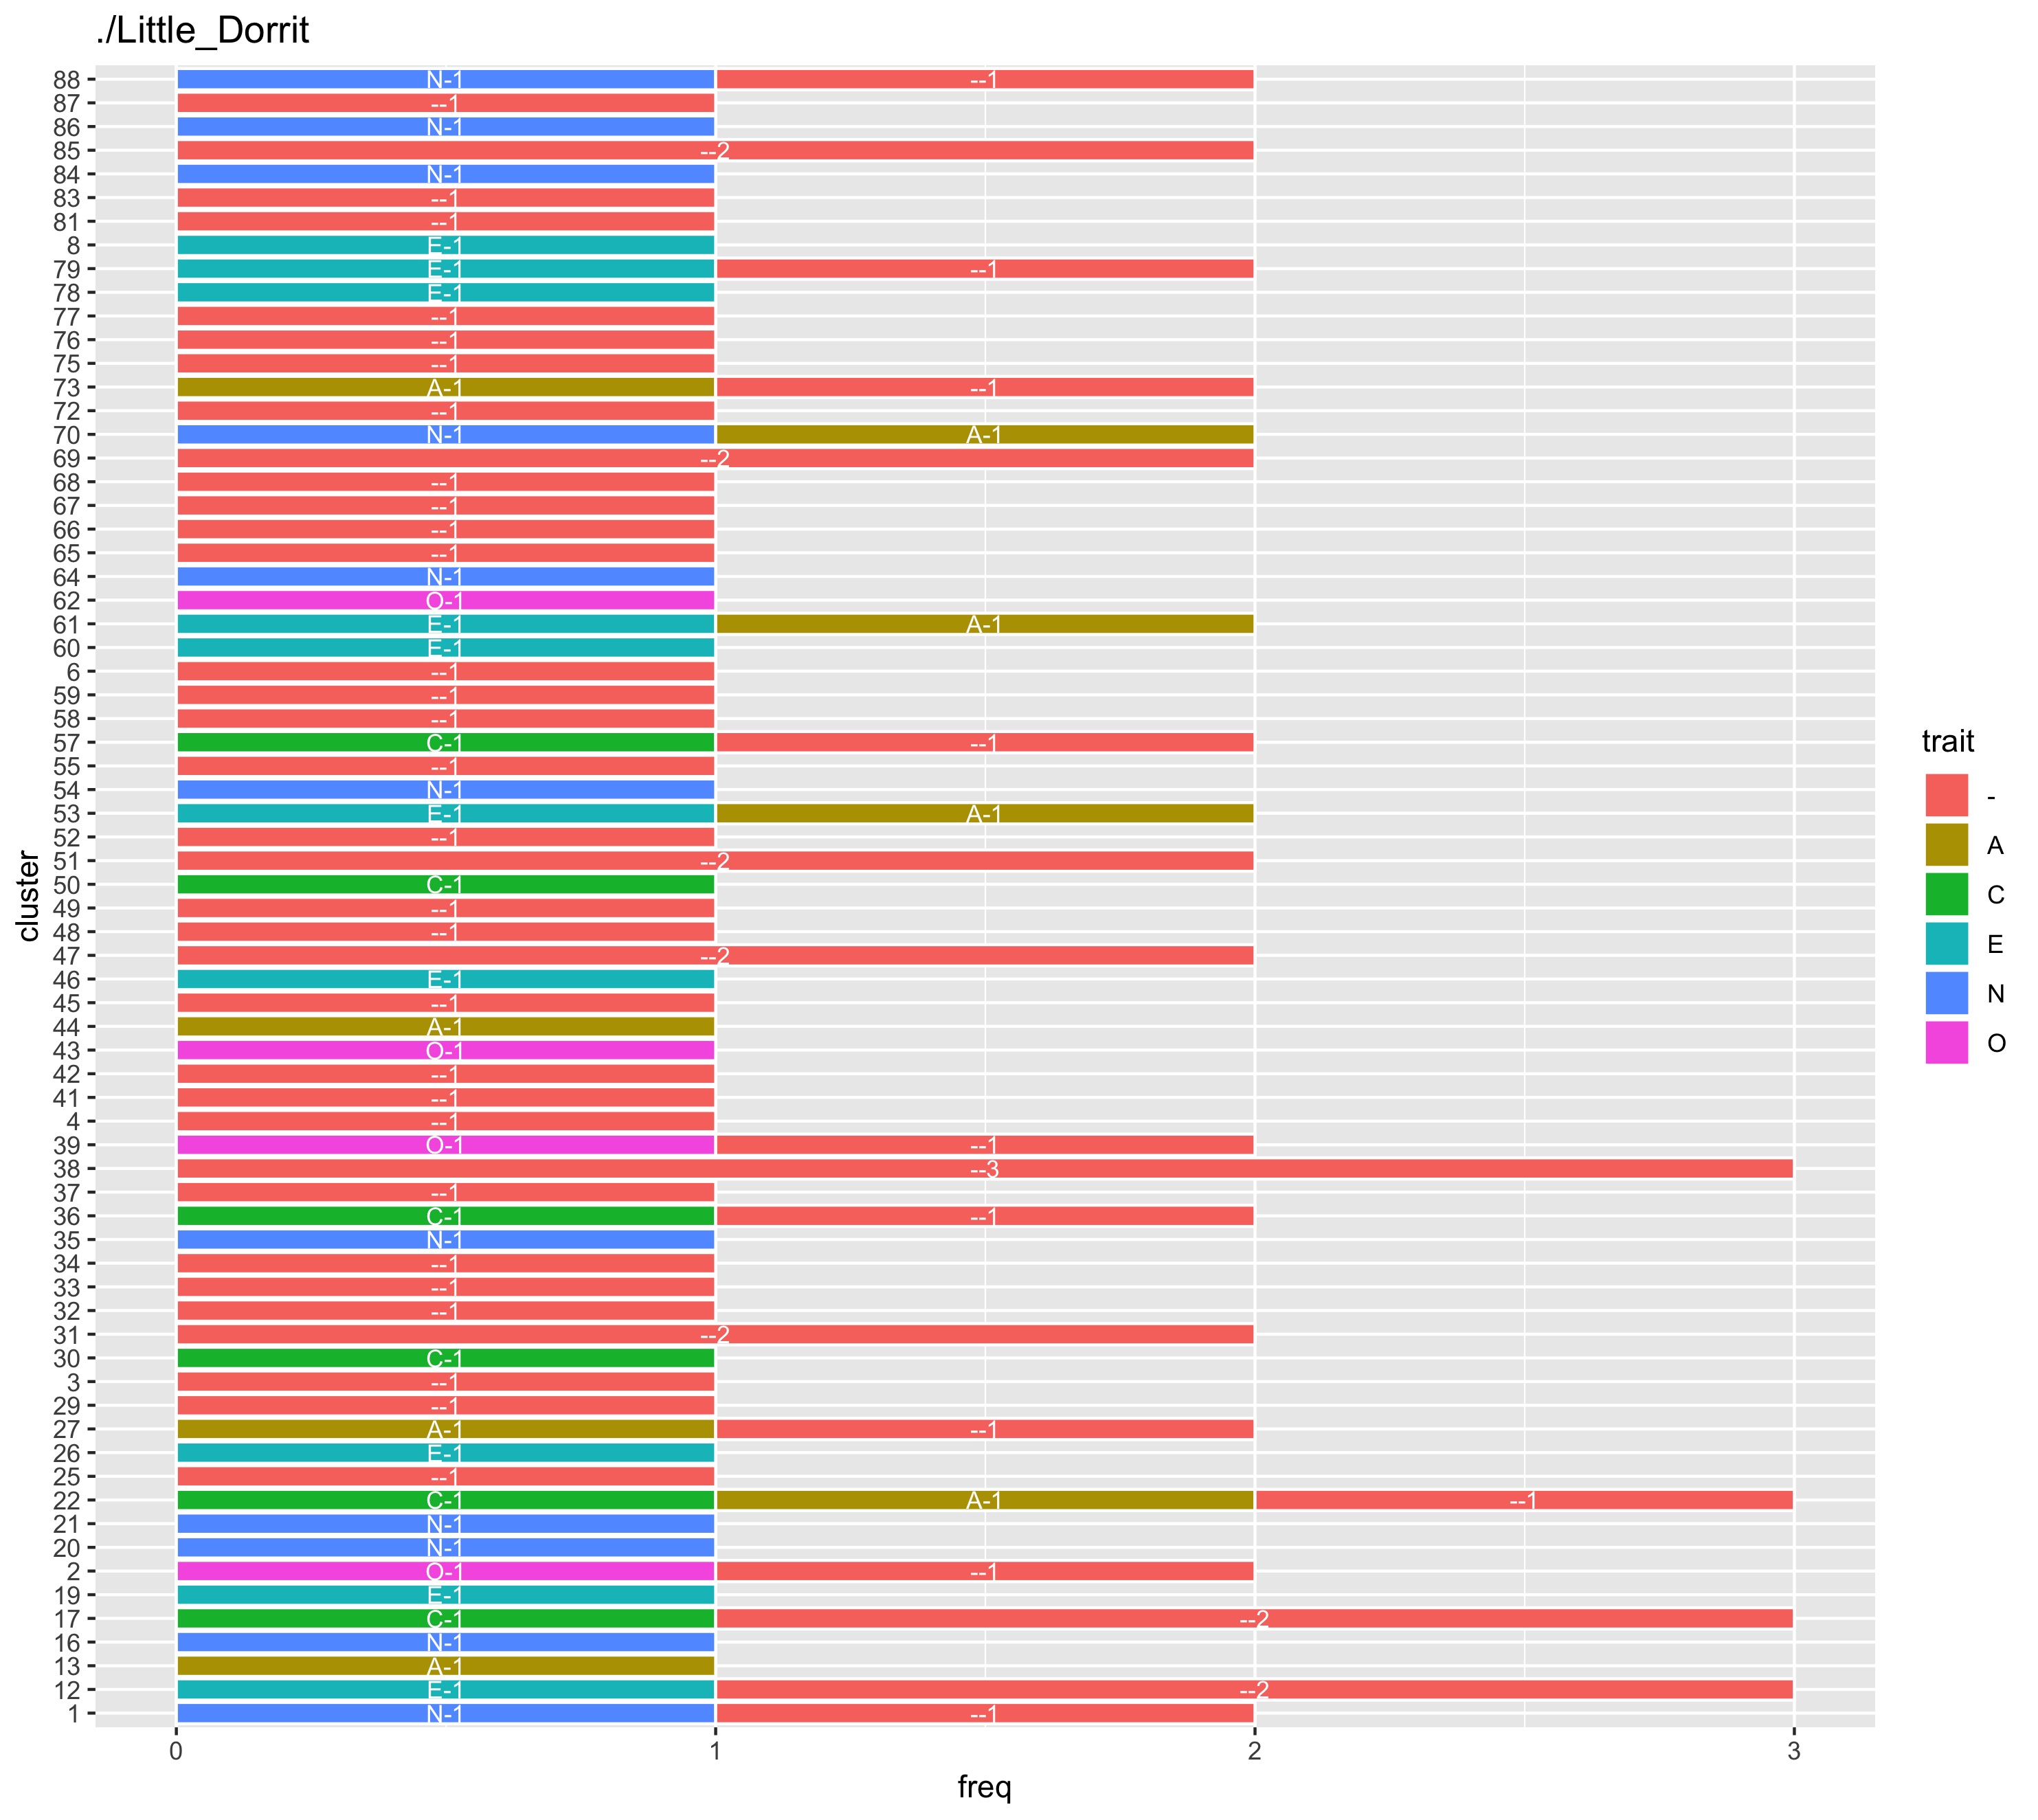 ./Little_Dorrit
88 N-1 --1
87 --1
86 N-1
85 --2
84 N-1
83 --1
81 --1
8 E-1
79 E-1 --1
78 E-1
77 --1
76 --1
75 --1
73 A-1 --1
72 --1
70 N-1 A-1
69 --2
68 --1
67 --1
66 --1
65 --1
64 N-1
62 O-1
61 E-1 A-1
60 E-1
6 --1
59 --1
58 --1
57 C-1 --1
55 --1
54 N-1
53 E-1 A-1
52 --1
51 --2
50 C-1
49 --1
48 --1
47 --2
46 E-1
45 --1
44 A-1
43 O-1
42 --1
41 --1
4 --1
39 O-1 --1
38 --3
37 --1
36 C-1 --1
35 N-1
34 --1
33 --1
32 --1
31 --2
30 C-1
3 --1
29 --1
27 A-1 --1
26 E-1
25 --1
22 C-1 A-1 --1
21 N-1
20 N-1
2 O-1 --1
19 E-1
17 C-1 --2
16 N-1
13 A-1
12 E-1 --2
1 N-1 --1
0 1 2 3
freq
cluster
trait
-
A
C
E
N
O